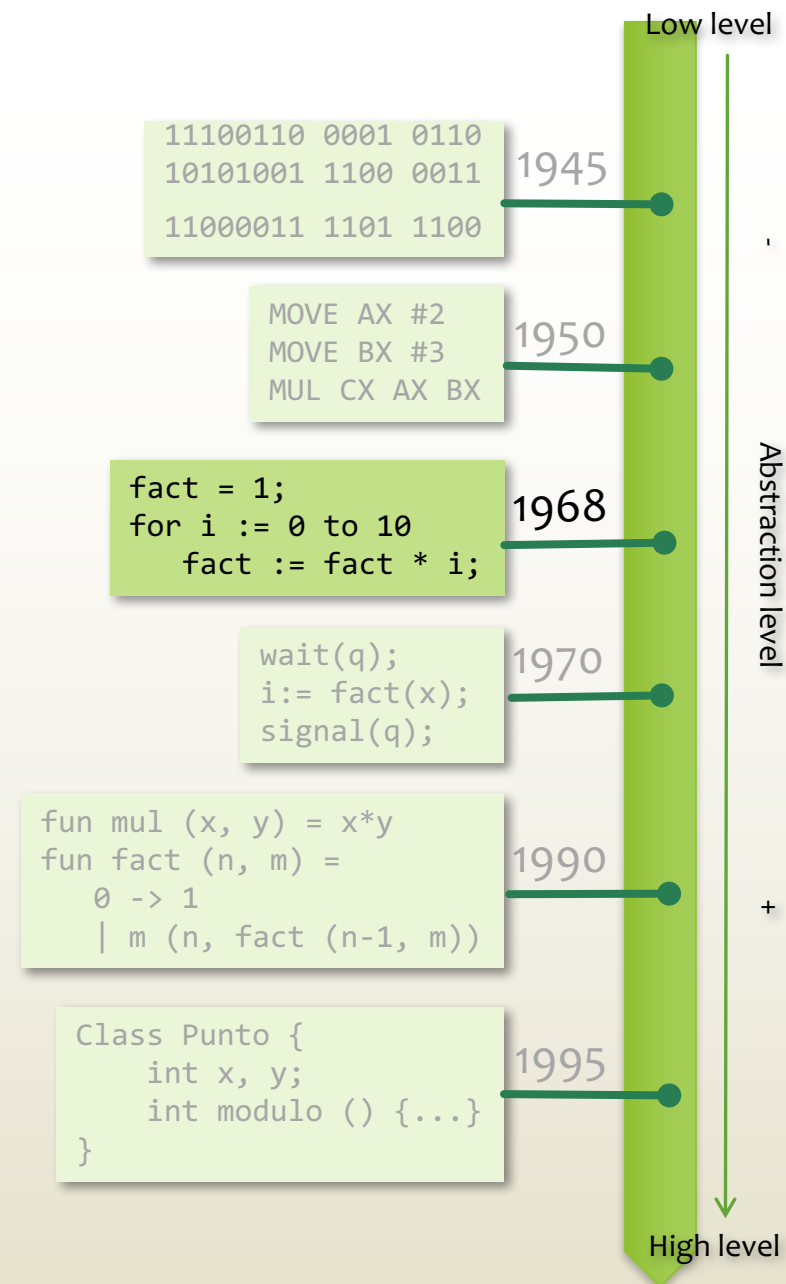 Low level
11100110 0001 0110
10101001 1100 0011
11000011 1101 1100
1945
-
MOVE AX #2
MOVE BX #3
MUL CX AX BX
1950
fact = 1;
for i := 0 to 10
fact := fact * i;
1968
Abstraction level
wait(q);
i:= fact(x);
signal(q);
1970
fun mul (x, y) = x*y
fun fact (n, m) =
0 -> 1
| m (n, fact (n-1, m))
1990
+
Class Punto {
int x, y;
int modulo () {...}
}
1995
High level